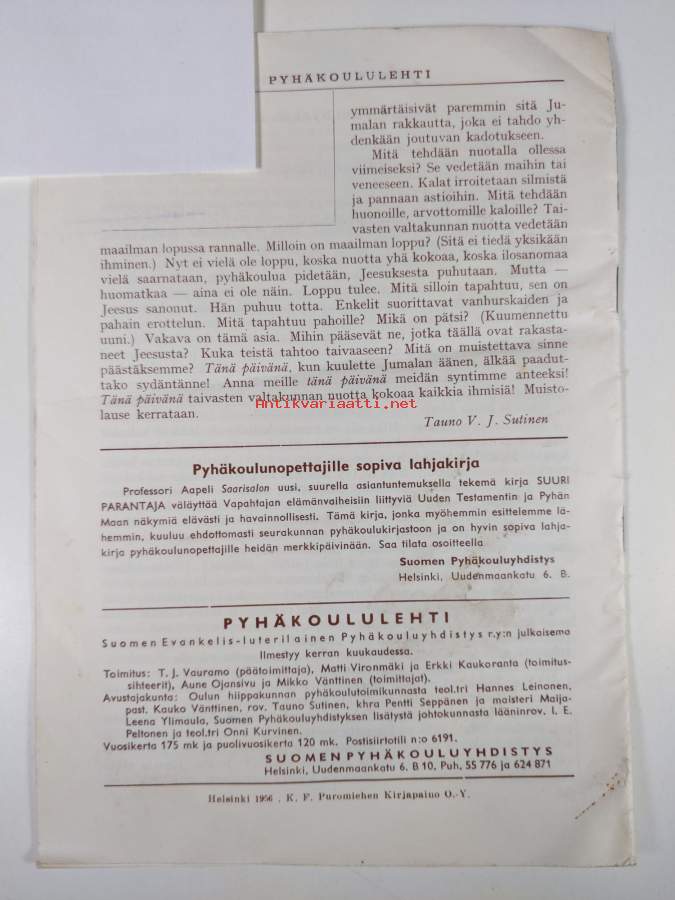 PYHÄKOULULEHTI
ymmärtäisivät paremmin sitä Ju-
malan rakkautta, joka ei tahdo yh-
denkään joutuvan kadotukseen.
Mitä tehdään nuotalla ollessa
viimeiseksi? Se vedetään maihin tai
veneeseen. Kalat irroitetaan silmistä
ja pannaan astioihin. Mitä tehdään
huonoille, arvottomille kaloille? Tai-
vasten valtakunnan nuotta vedetään
maailman lopussa rannalle. Milloin on maailman loppu? (Sitä ei tiedä yksikään
ihminen.) Nyt ei vielä ole loppu, koska nuotta yhä kokoaa, koska ilosanomaa
vielä saarnataan, pyhäkoulua pidetään, Jeesuksesta puhutaan. Mutta —
huomatkaa — aina ei ole näin. Loppu tulee. Mitä silloin tapahtuu, sen on
Jeesus sanonut. Hän puhuu totta. Enkelit suorittavat vanhurskaiden ja
pahain erottelun. Mitä tapahtuu pahoille? Mikä on pätsi? (Kuumennettu
uuni.) Vakava on tämä asia. Mihin pääsevät ne, jotka täällä ovat rakasta-
neet Jeesusta? Kuka teistä tahtoo taivaaseen? Mitä on muistettava sinne
päästäksemme? Tänä päivänä, kun kuulette Jumalan äänen, älkää paadut-
tako sydäntänne! Anna meille tänä päivänä meidän syntimme anteeksi!
Tänä päivänä taivasten valtakunnan nuotta kokoaa kaikkia ihmisiä! Muisto-
lause kerrataan.
Antikvariaatti.net
Tauno V. J. Sutinen
Pyhäkoulunopettajille sopiva lahjakirja
Professori Aapeli Saarisalon uusi, suurella asiantuntemuksella tekemä kirja SUURI
PARANTAJA väläyttää Vapahtajan elämänvaiheisiin liittyviä Uuden Testamentin ja Pyhän
Maan näkymiä elävästi ja havainnollisesti. Tämä kirja, jonka myöhemmin esittelemme lä-
hemmin, kuuluu ehdottomasti seurakunnan pyhäkoulukirjastoon ja on hyvin sopiva lahja-
kirja pyhäkoulunopettajille heidän merkkipäivinään. Saa tilata osoitteella
Suomen Pyhäkouluyhdistys
Helsinki, Uudenmaankatu 6. B.
PYHÄKOULULEHTI
Suomen Evankelis-luterilainen Pyhäkouluyhdistys r.y:n julkaisema
Ilmestyy kerran kuukaudessa.
Toimitus: T. J. Vauramo (päätoimittaja), Matti Vironmäki ja Erkki Kaukoranta (toimitus-
sihteerit), Aune Ojansivu ja Mikko Vänttinen (toimittajat).
Avustajakunta: Oulun hiippakunnan pyhäkoulutoimikunnasta teol.tri Hannes Leinonen,
past. Kauko Vänttinen, rov. Tauno Sutinen, khra Pentti Seppänen ja maisteri Maija-
Leena Ylimaula, Suomen Pyhäkouluyhdistyksen lisätystä johtokunnasta lääninrov. I. E.
Peltonen ja teol.tri Onni Kurvinen.
Vuosikerta 175 mk ja puolivuosikerta 120 mk. Postisiirtotili n:o 6191.
SUOMEN PYHÄKOULUYHDISTYS
Helsinki, Uudenmaankatu 6. B 10, Puh, 55 776 ja 624 871
Helsinki 1956 . K. F. Puromiehen Kirjapaino O.-Y.